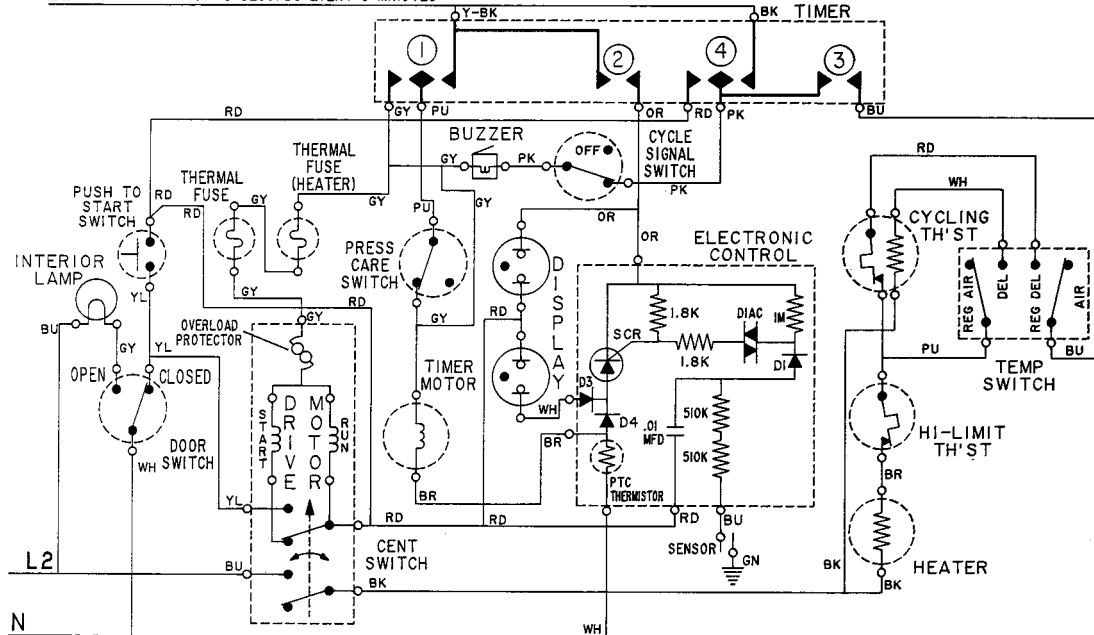 Y-BK
BK
TIMER
1
2
4
3
GY
PU
OR
RD
PK
BU
RD
BUZZER
GY
PK
OFF
CYCLE
SIGNAL
SWITCH
PK
THERMAL
FUSE
(HEATER)
THERMAL
FUSE
GY
GY
GY
PUSH TO
START
SWITCH
RD
RD
PU
PRESS
CARE
SWITCH
GY
OR
OR
ELECTRONIC
CONTROL
RD
WH
CYCLING
TH'ST
INTERIOR
LAMP
YL
GY
RD
BU
GY
YL
OPEN
CLOSED
DOOR
SWITCH
WH
OVERLOAD
PROTECTOR
GY
START
DRIVE
MOTOR
RUN
TIMER
MOTOR
BR
RD
DISPLAY
WH
BR
SCR
1.8K
1.8K
DIAC
1M
D1
D3
D4
.01
MFD
510K
510K
PTC
THERMISTOR
REG AIR
DEL
REG DEL
AIR
PU
BU
TEMP
SWITCH
HI-LIMIT
TH'ST
BR
YL
RD
RD
RD
BU
CENT
SWITCH
SENSOR
GN
HEATER
L2
BU
BK
BK
BK
N
WH